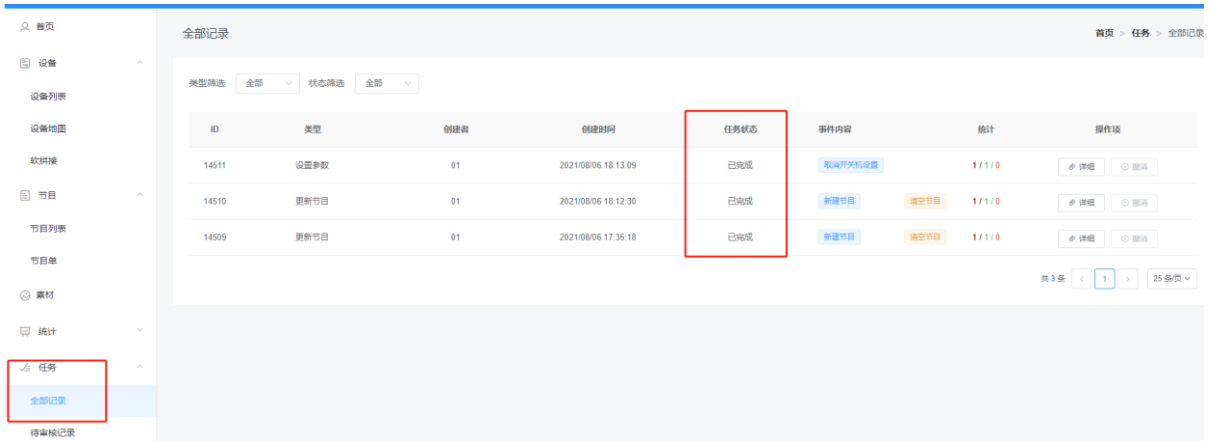 首页
设备
设备列表
设备地图
软拼接
节目
节目列表
节目单
素材
统计
任务
全部记录
待审核记录
全部记录
首页 > 任务 > 全部记录
类型筛选 全部 状态筛选 全部
ID 类型 创建者 创建时间 任务状态 事件内容 统计 操作项
14511 设置参数 01 2021/08/06 18:13:09 已完成 取消开关机设置 1 / 1 / 0 详细 撤消
14510 更新节目 01 2021/08/06 18:12:30 已完成 新建节目 清空节目 1 / 1 / 0 详细 撤消
14509 更新节目 01 2021/08/06 17:35:18 已完成 新建节目 清空节目 1 / 1 / 0 详细 撤消
共 3 条 < 1 > 25 条/页